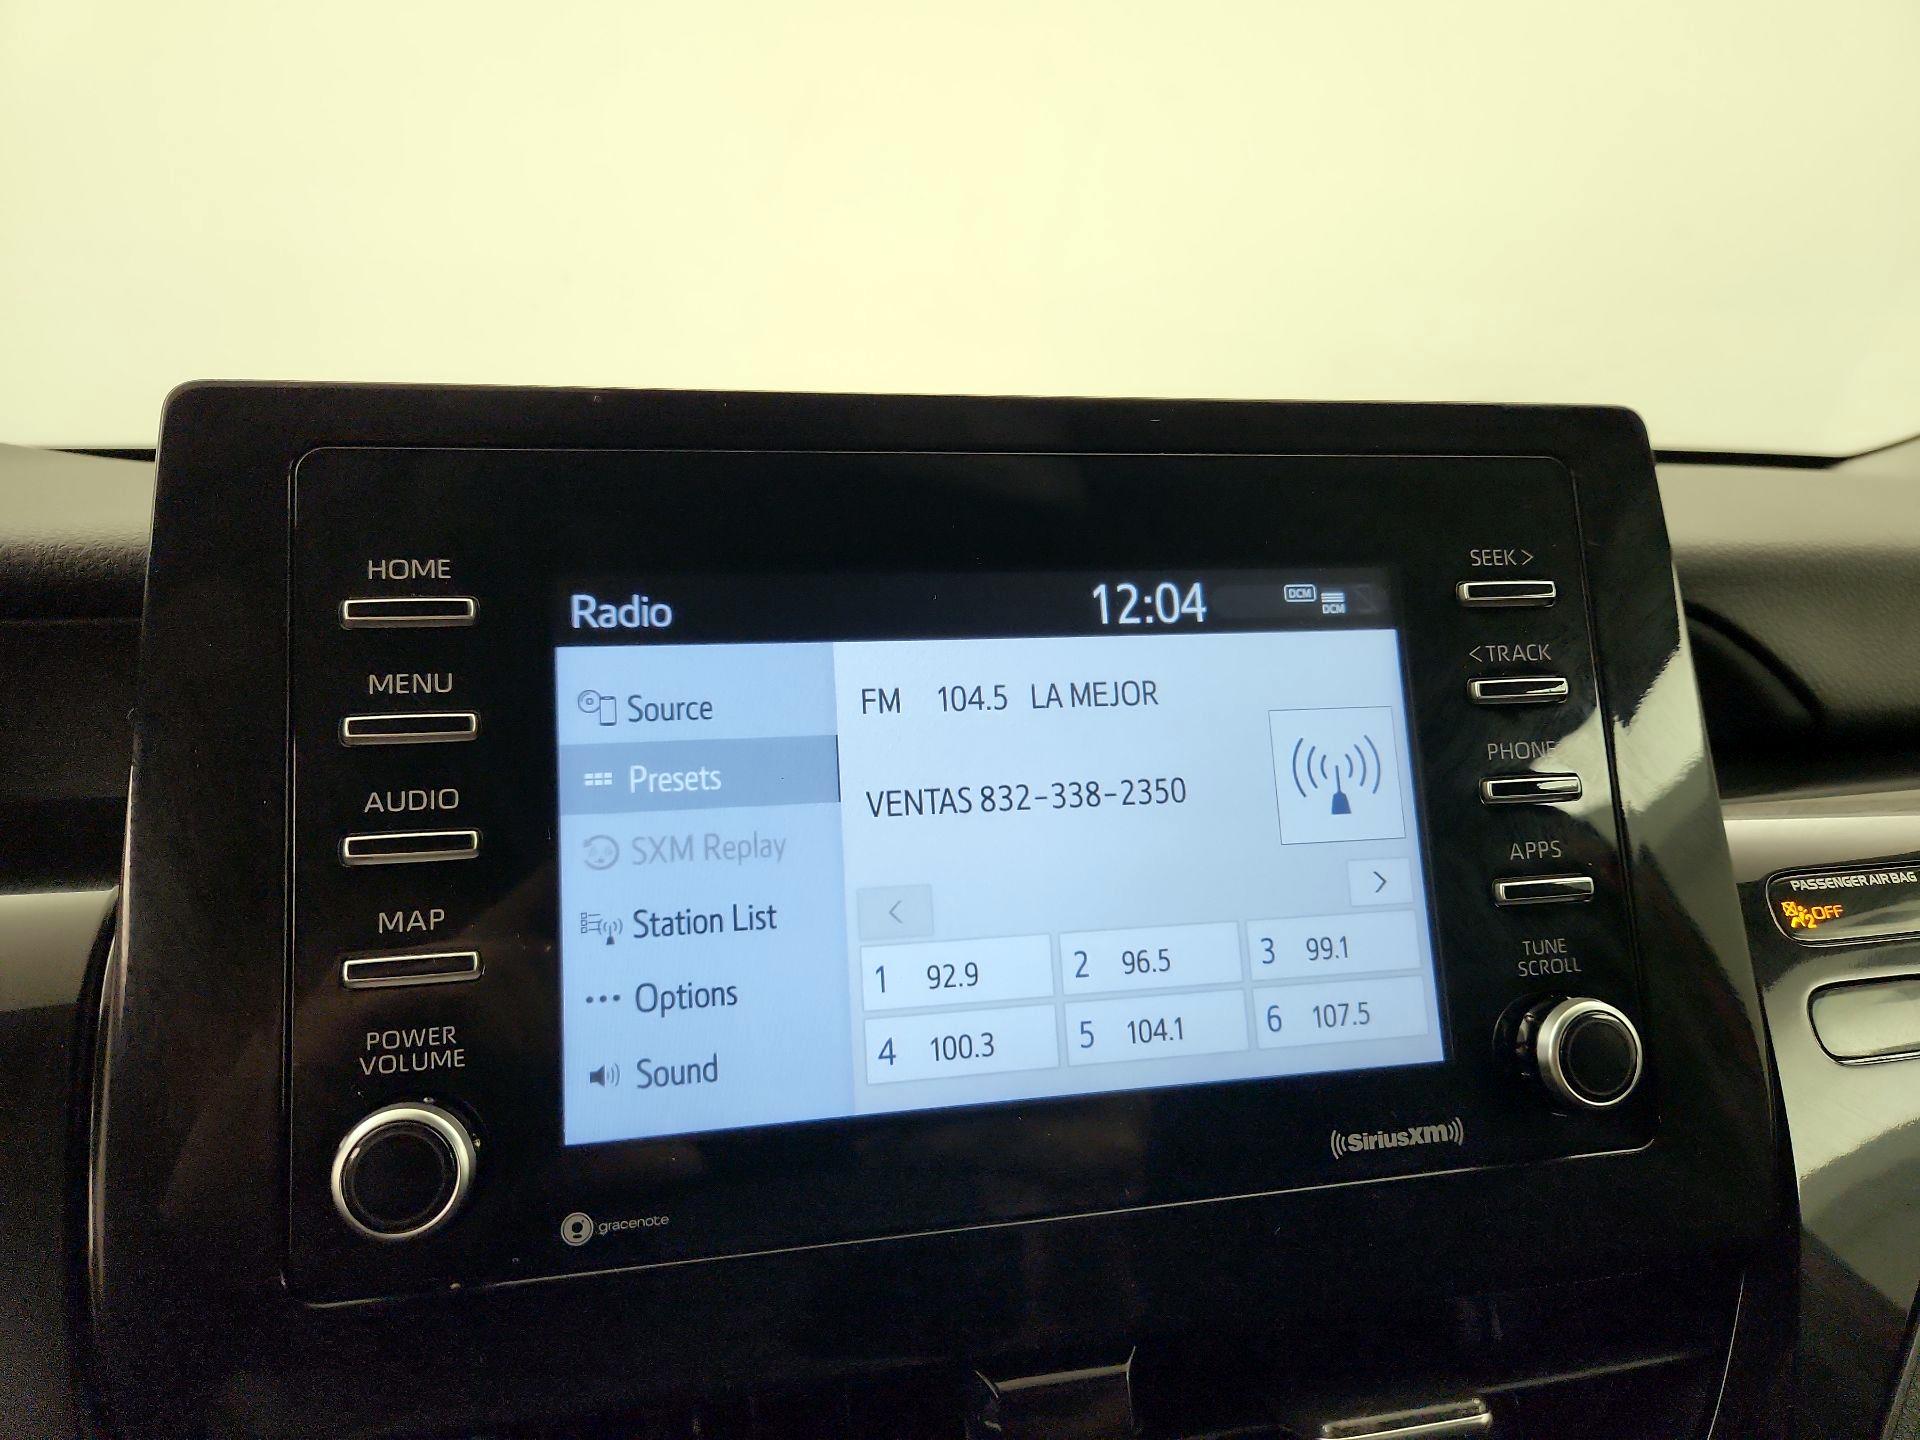 HOME
MENU
AUDIO
MAP
POWER
VOLUME
Radio
12:04
DCM
DCM
Source
Presets
SXM Replay
Station List
Options
Sound
FM 104.5 LA MEJOR
VENTAS 832-338-2350
< >
1 92.9 2 96.5 3 99.1
4 100.3 5 104.1 6 107.5
SEEK >
< TRACK
PHONE
APPS
TUNE
SCROLL
gracenote
SiriusXM
PASSENGER AIR BAG
2 OFF